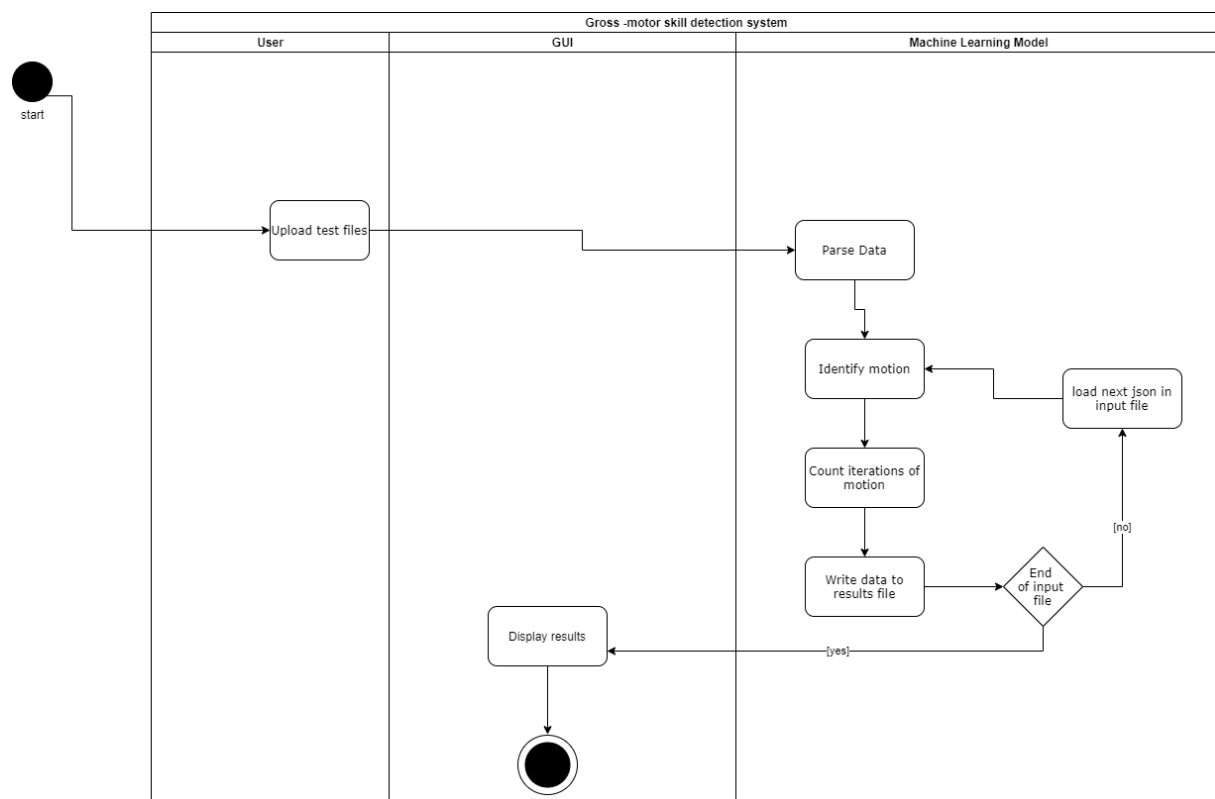 Gross -motor skill detection system
User
GUI
Machine Learning Model
start
Upload test files
Parse Data
Identify motion
load next json in
input file
Count iterations of
motion
[no]
Write data to
results file
End
of input
file
Display results
[yes]